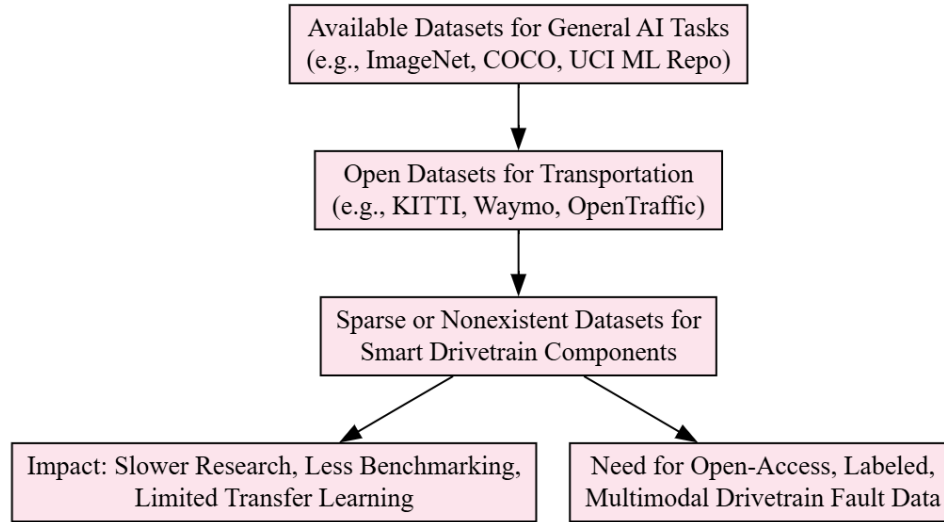 Available Datasets for General AI Tasks
(e.g., ImageNet, COCO, UCI ML Repo)
Open Datasets for Transportation
(e.g., KITTI, Waymo, OpenTraffic)
Sparse or Nonexistent Datasets for
Smart Drivetrain Components
Impact: Slower Research, Less Benchmarking,
Limited Transfer Learning
Need for Open-Access, Labeled,
Multimodal Drivetrain Fault Data